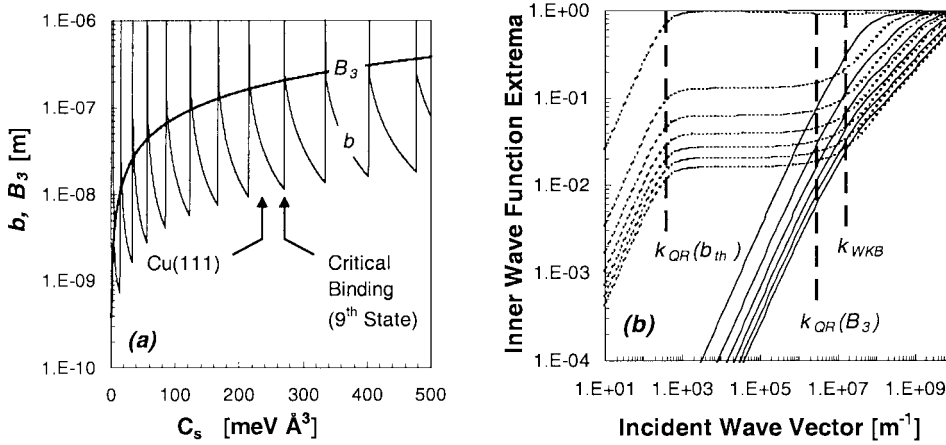 1.E-06
1.E-07
1.E-08
1.E-09
1.E-10
b, B3 [m]
B3
b
Cu(111)
Critical
Binding
(9th State)
(a)
0
100
200
300
400
500
Cs [meV Å3]
1.E+00
1.E-01
1.E-02
1.E-03
1.E-04
Inner Wave Function Extrema
kQR(bth)
kWKB
kQR(B3)
(b)
1.E+01
1.E+03
1.E+05
1.E+07
1.E+09
Incident Wave Vector [m-1]